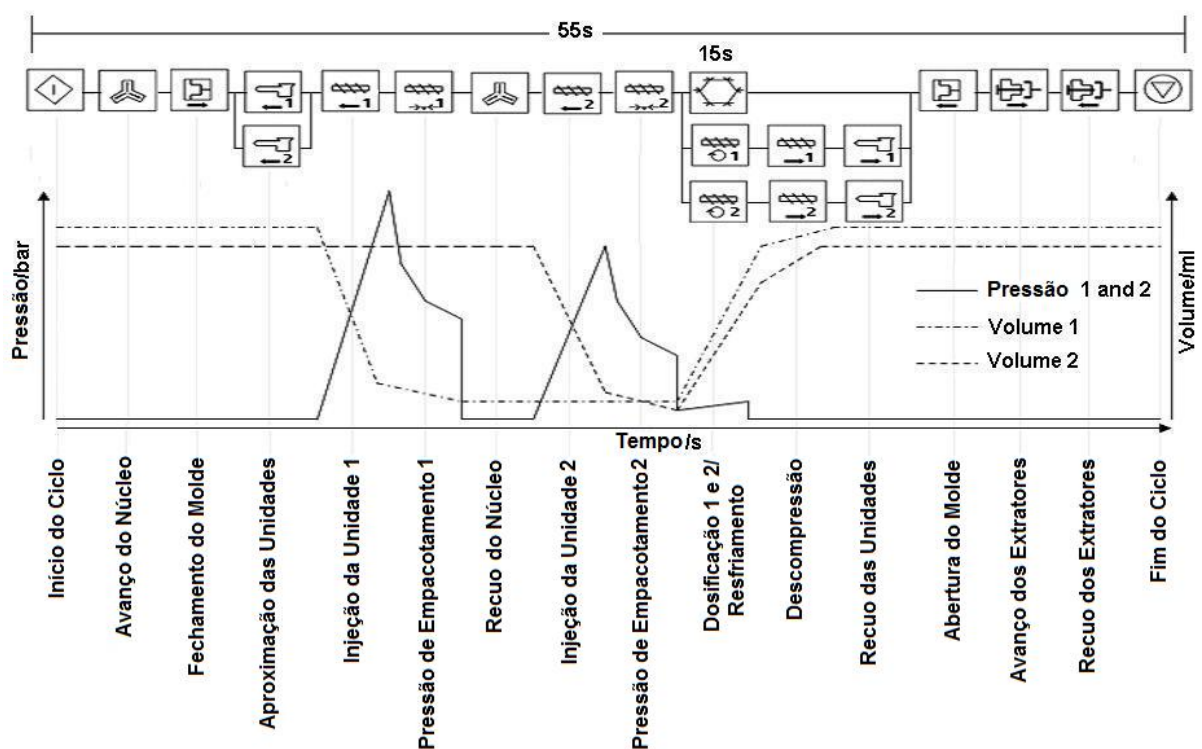 55s
15s
1
1
1
2
2
2
1
1
1
2
2
2
Pressão/bar
Volume/ml
Pressão 1 and 2
Volume 1
Volume 2
Tempo/s
Início do Ciclo
Avanço do Núcleo
Fechamento do Molde
Aproximação das Unidades
Injeção da Unidade 1
Pressão de Empacotamento 1
Recuo do Núcleo
Injeção da Unidade 2
Pressão de Empacotamento 2
Dosificação 1 e 2/
Resfriamento
Descompressão
Recuo das Unidades
Abertura do Molde
Avanço dos Extratores
Recuo dos Extratores
Fim do Ciclo